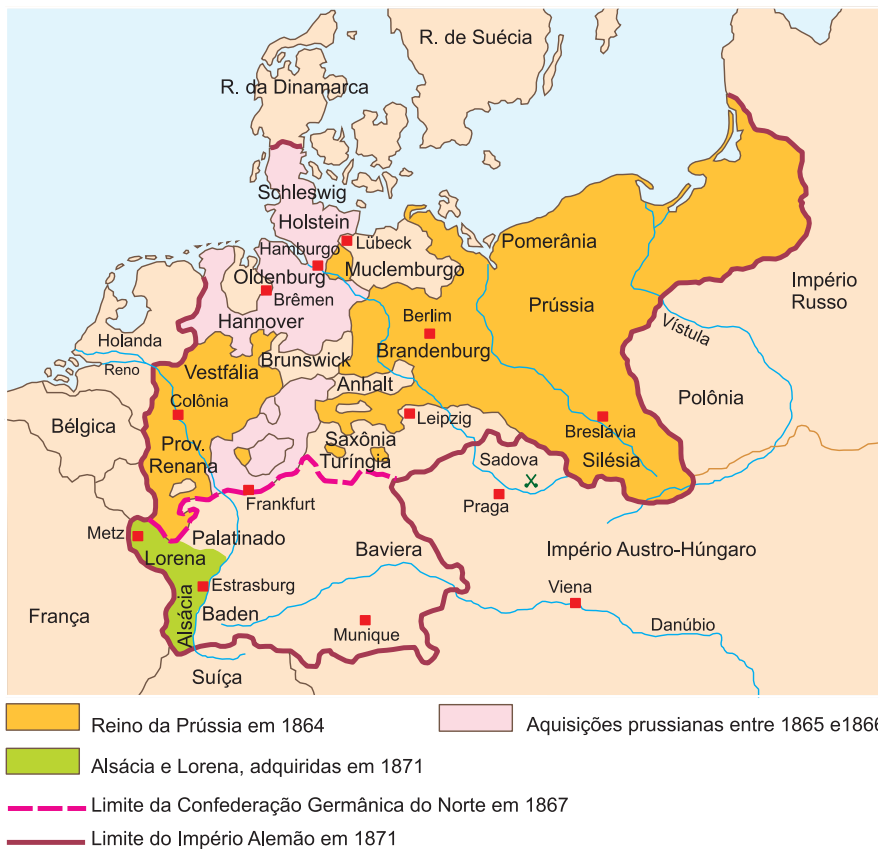 R. de Suécia
R. da Dinamarca
Schleswig
Holstein
Hamburgo
Lübeck
Muclemburgo
Oldenburg
Brêmen
Hannover
Pomerânia
Prússia
Império
Russo
Berlim
Brandenburg
Vístula
Holanda
Reno
Brunswick
Vestfália
Anhalt
Colônia
Bélgica
Polônia
Leipzig
Breslávia
Prov.
Renana
Saxônia
Turíngia
Sadova
Silésia
Frankfurt
Praga
Metz
Palatinado
Lorena
Baviera
Império Austro-Húngaro
Estrasburg
Viena
Alsácia
Baden
França
Munique
Danúbio
Suíça
Reino da Prússia em 1864
Aquisições prussianas entre 1865 e1866
Alsácia e Lorena, adquiridas em 1871
Limite da Confederação Germânica do Norte em 1867
Limite do Império Alemão em 1871